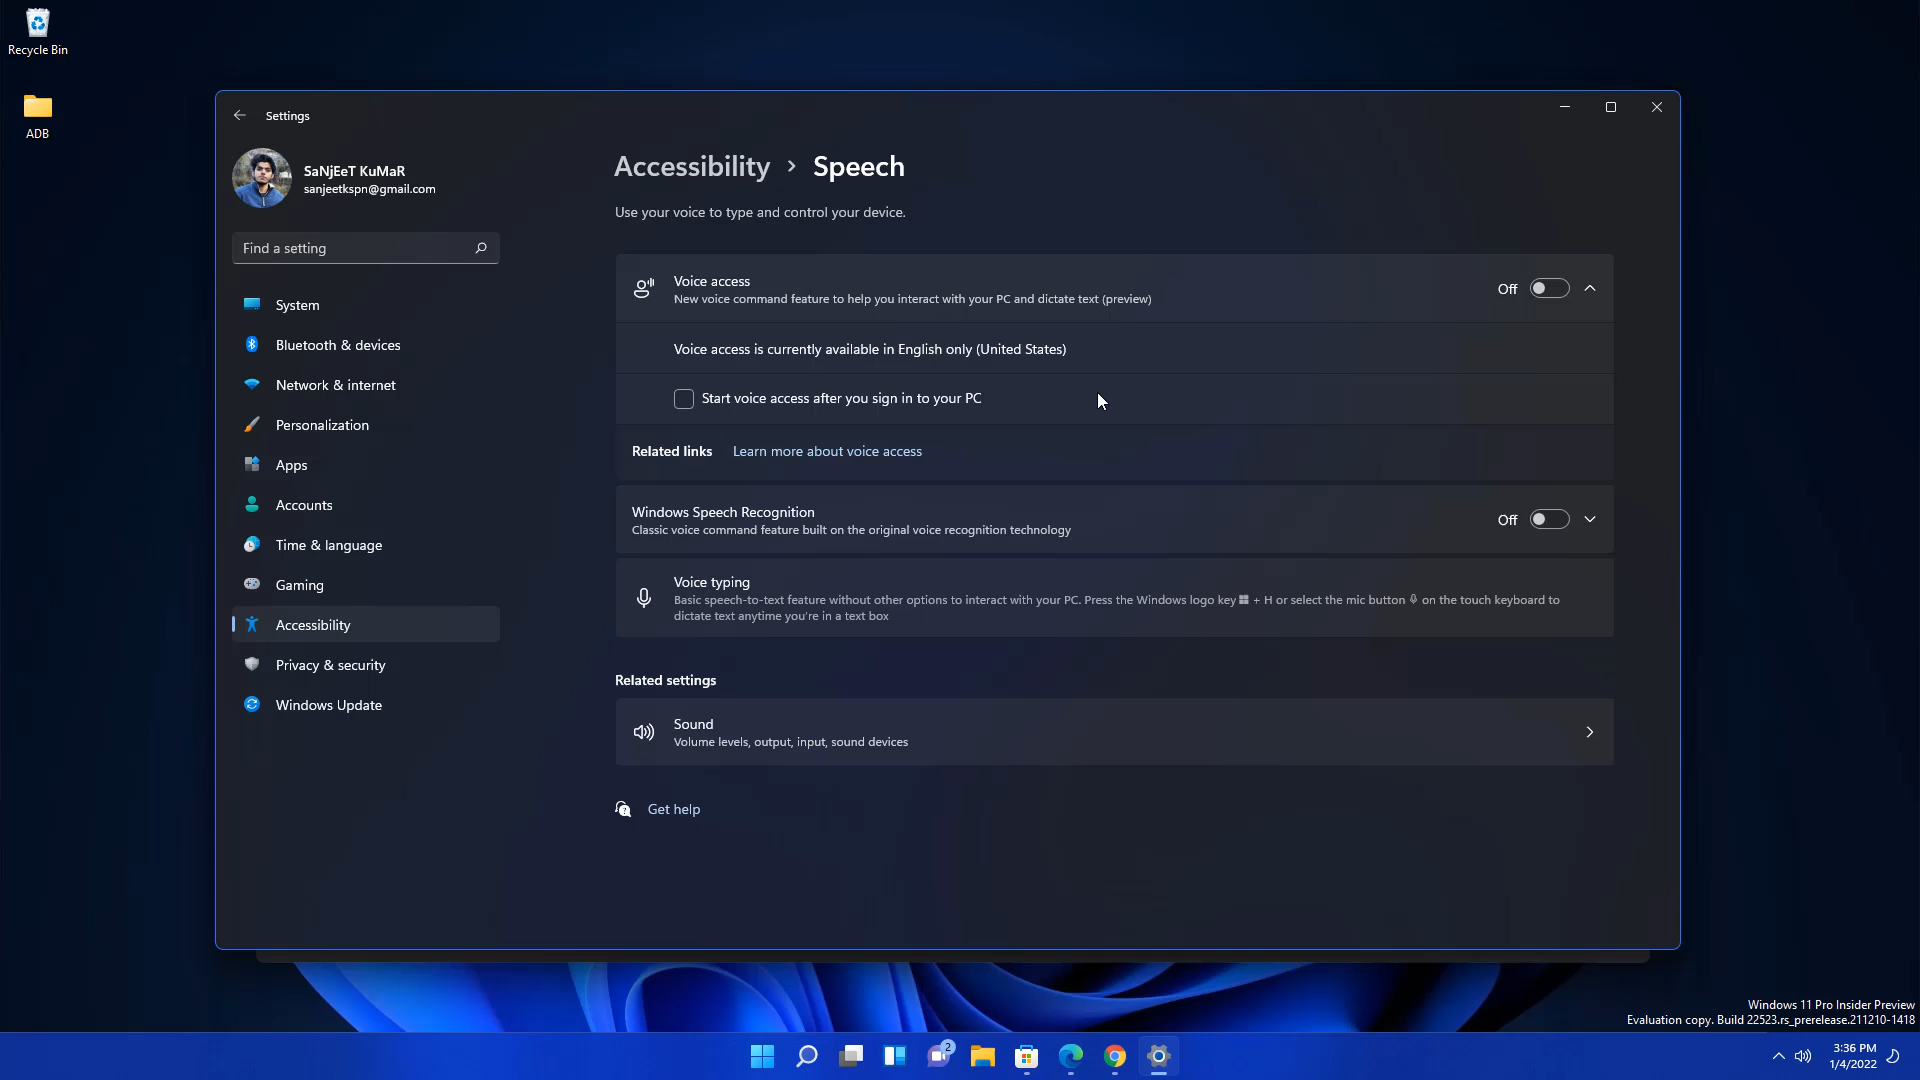 Recycle Bin
ADB
Settings
SaNjEeT KuMaR
sanjeetkspn@gmail.com
Find a setting
System
Bluetooth & devices
Network & internet
Personalization
Apps
Accounts
Time & language
Gaming
Accessibility
Privacy & security
Windows Update
Accessibility > Speech
Use your voice to type and control your device.
Voice access
New voice command feature to help you interact with your PC and dictate text (preview)
Off
Voice access is currently available in English only (United States)
Start voice access after you sign in to your PC
Related links Learn more about voice access
Windows Speech Recognition
Classic voice command feature built on the original voice recognition technology
Off
Voice typing
Basic speech-to-text feature without other options to interact with your PC. Press the Windows logo key + H or select the mic button on the touch keyboard to
dictate text anytime you're in a text box
Related settings
Sound
Volume levels, output, input, sound devices
Get help
Windows 11 Pro Insider Preview
Evaluation copy. Build 22523.rs_prerelease.211210-1418
2
3:36 PM
1/4/2022